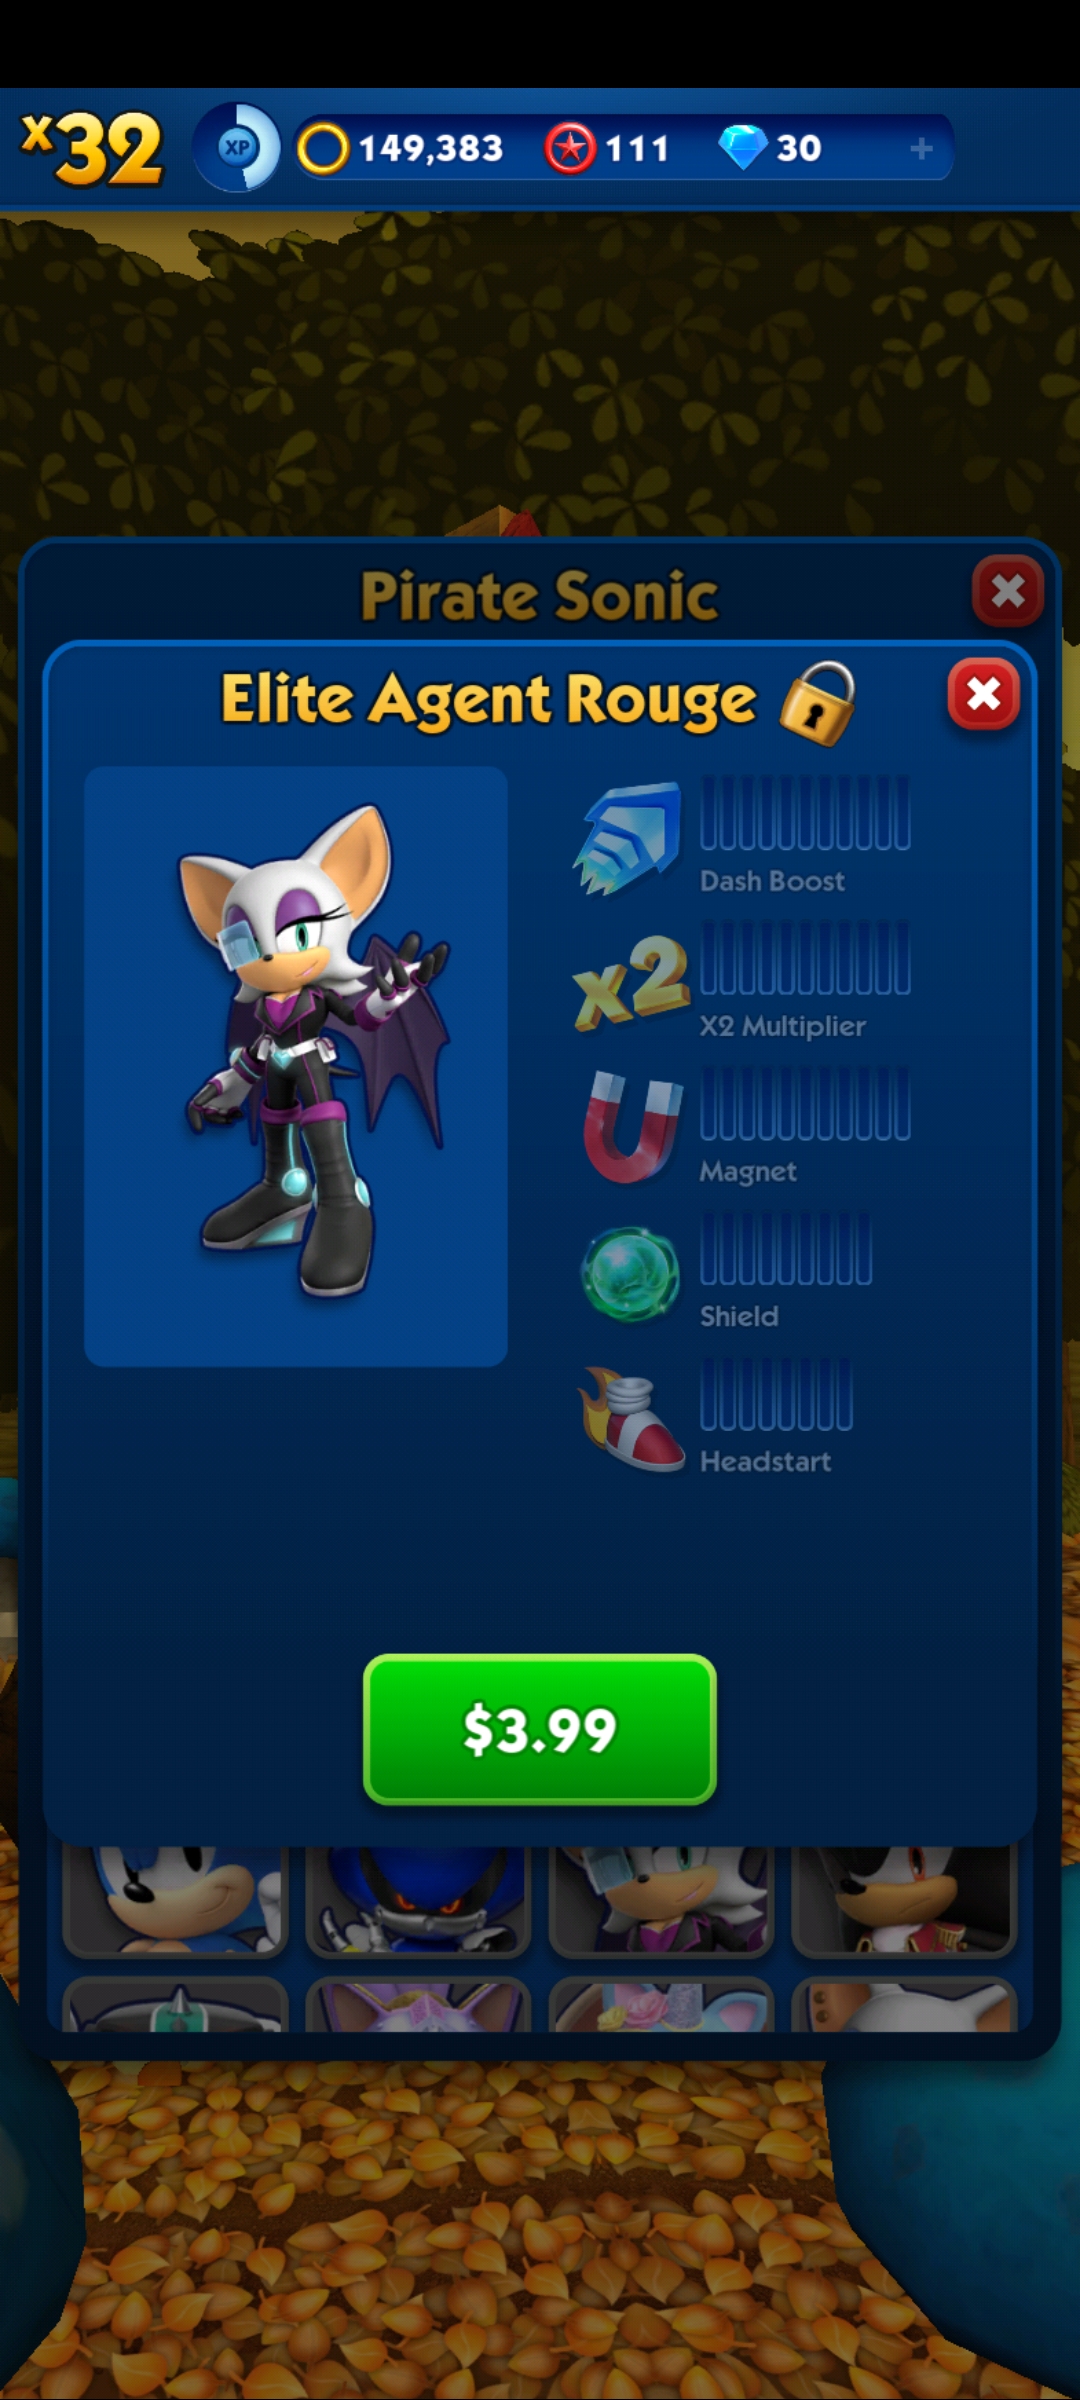 x32
XP
149,383
111
30
+
Pirate Sonic
Elite Agent Rouge
Dash Boost
x2
X2 Multiplier
Magnet
Shield
Headstart
$3.99